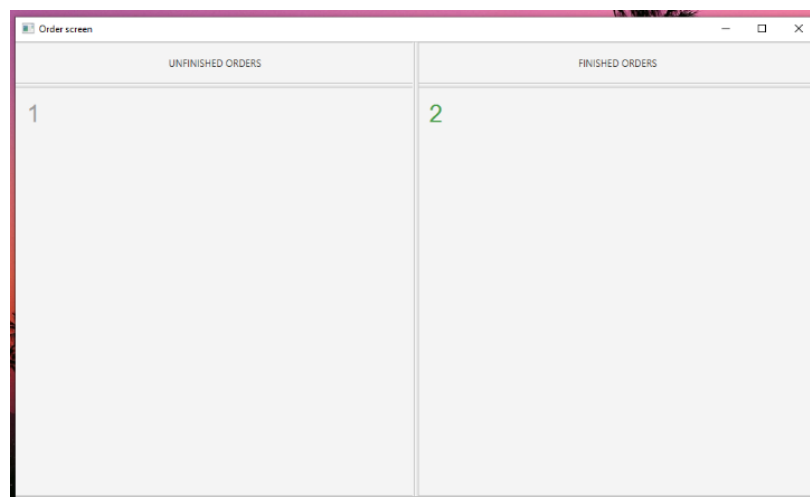 Order screen
UNFINISHED ORDERS
FINISHED ORDERS
1
2